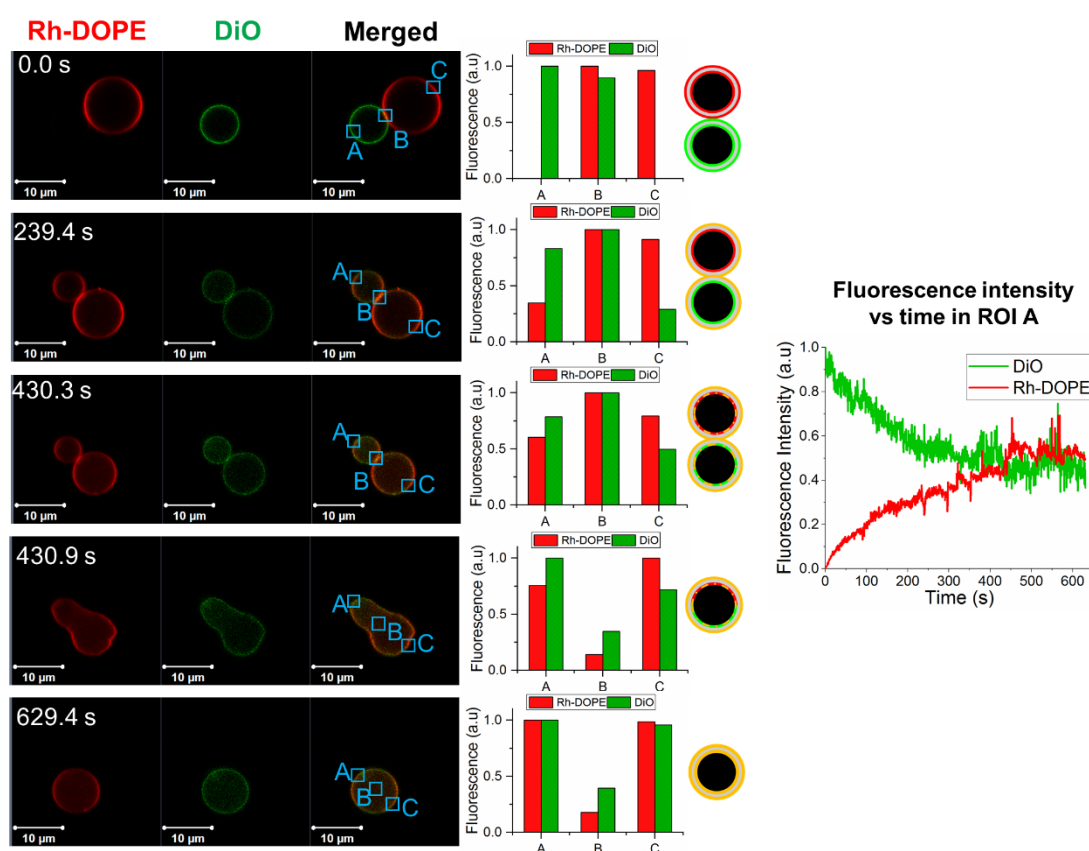 Rh-DOPE DiO Merged
0.0 s
C
A
B
10 µm 10 µm 10 µm
Rh-DOPE DiO
Fluorescence (a.u)
1.0
0.5
0.0
A B C
239.4 s
A
B
C
10 µm 10 µm 10 µm
Rh-DOPE DiO
Fluorescence (a.u)
1.0
0.5
0.0
A B C
430.3 s
A
B
C
10 µm 10 µm 10 µm
Rh-DOPE DiO
Fluorescence (a.u)
1.0
0.5
0.0
A B C
430.9 s
A
B
C
10 µm 10 µm 10 µm
Rh-DOPE DiO
Fluorescence (a.u)
1.0
0.5
0.0
A B C
629.4 s
A
B
C
10 µm 10 µm 10 µm
Rh-DOPE DiO
Fluorescence (a.u)
1.0
0.5
0.0
A B C
Fluorescence intensity
vs time in ROI A
DiO
Rh-DOPE
Fluorescence Intensity (a.u)
1.0
0.8
0.6
0.4
0.2
0.0
0 100 200 300 400 500 600
Time (s)